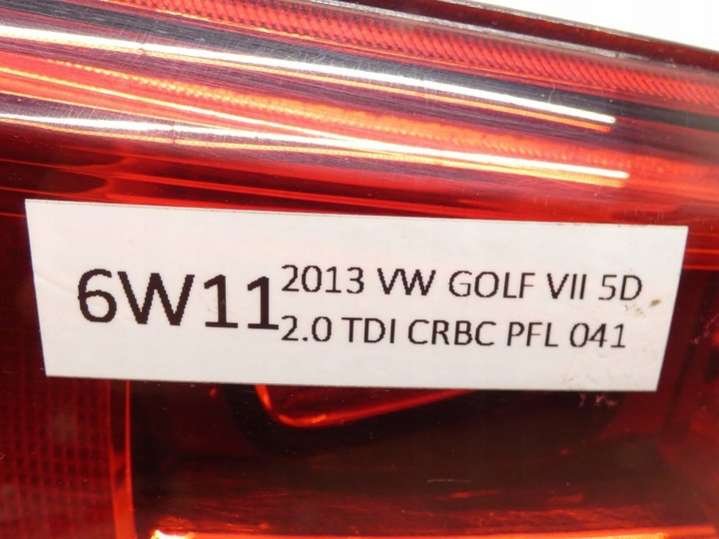 6W11
2013 VW GOLF VII 5D
2.0 TDI CRBC PFL 041